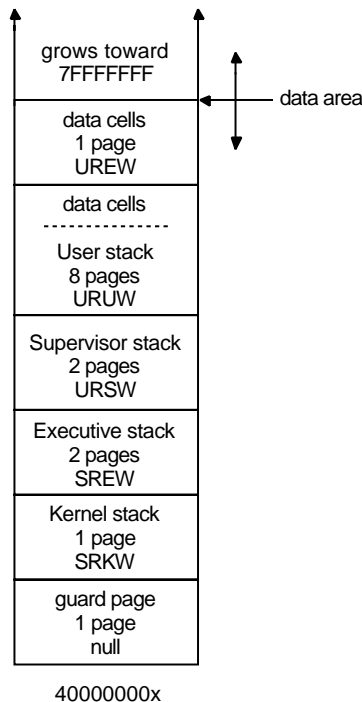 grows toward
7FFFFFFF
data area
data cells
1 page
UREW
data cells
User stack
8 pages
URUW
Supervisor stack
2 pages
URSW
Executive stack
2 pages
SREW
Kernel stack
1 page
SRKW
guard page
1 page
null
40000000x